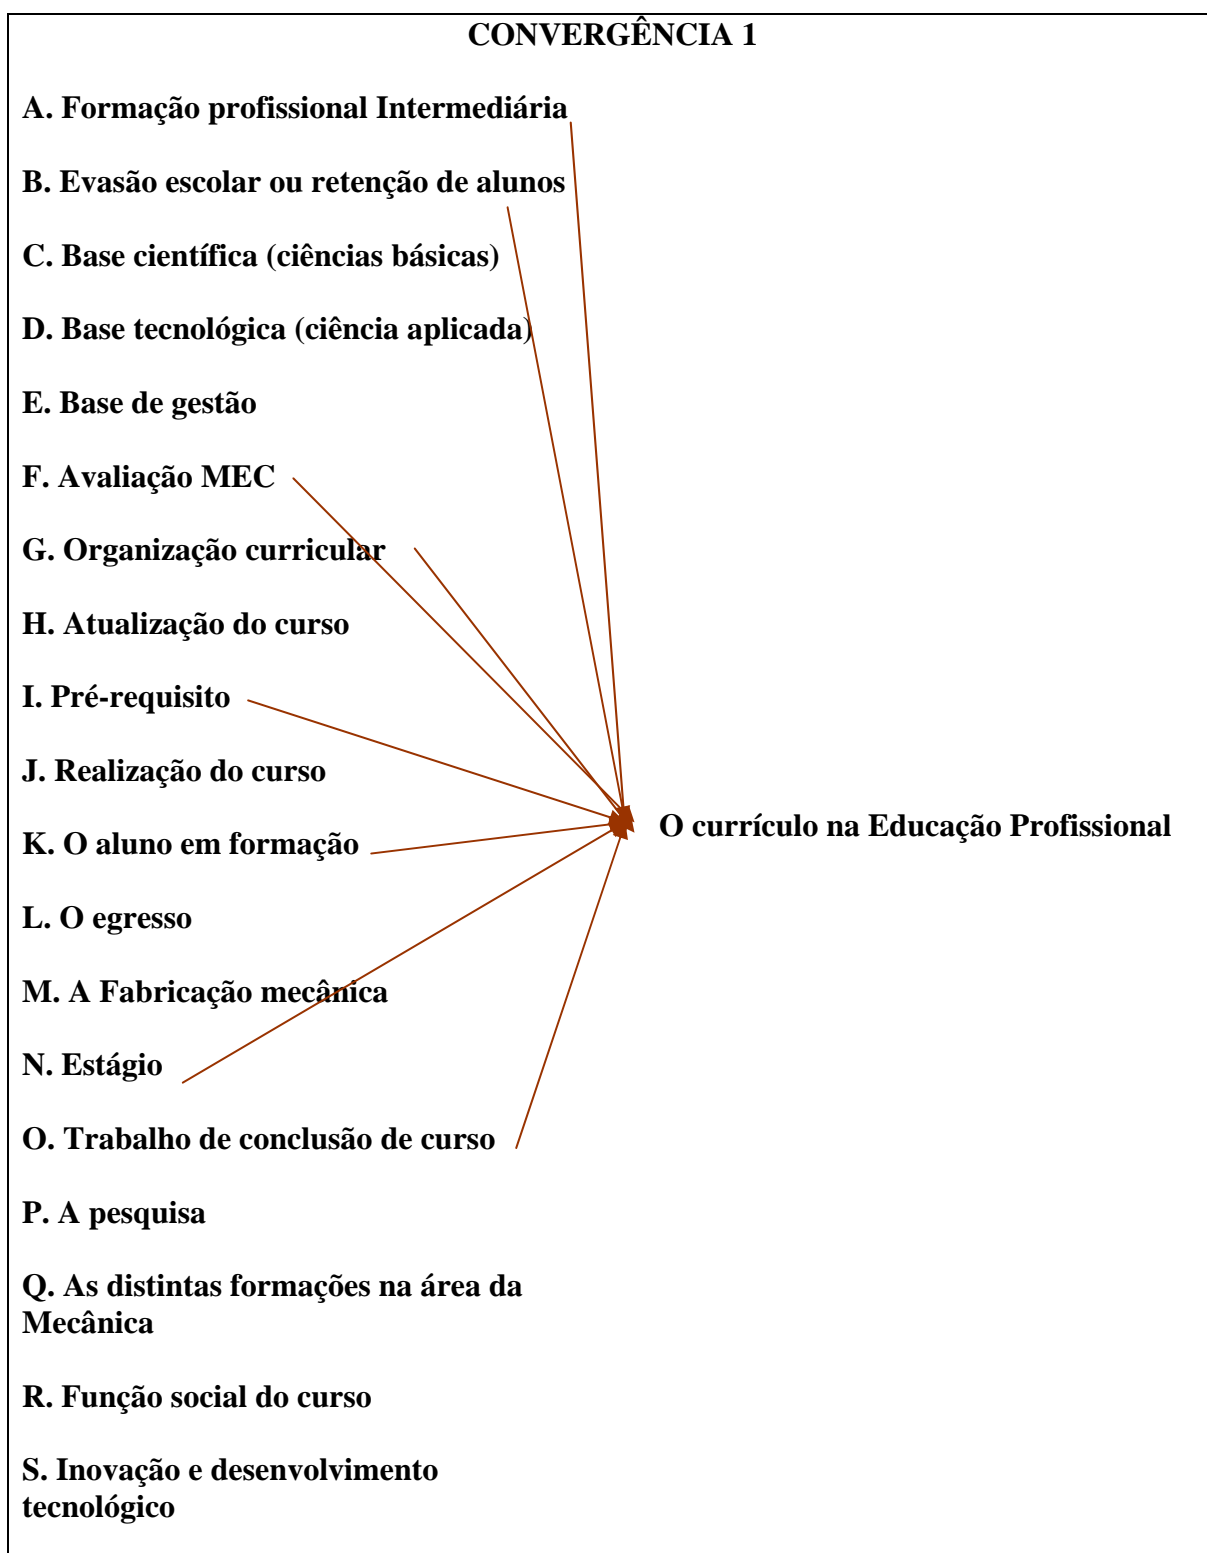 CONVERGÊNCIA 1
A. Formação profissional Intermediária
B. Evasão escolar ou retenção de alunos
C. Base científica (ciências básicas)
D. Base tecnológica (ciência aplicada)
E. Base de gestão
F. Avaliação MEC
G. Organização curricular
H. Atualização do curso
I. Pré-requisito
J. Realização do curso
O currículo na Educação Profissional
K. O aluno em formação
L. O egresso
M. A Fabricação mecânica
N. Estágio
O. Trabalho de conclusão de curso
P. A pesquisa
Q. As distintas formações na área da
Mecânica
R. Função social do curso
S. Inovação e desenvolvimento
tecnológico